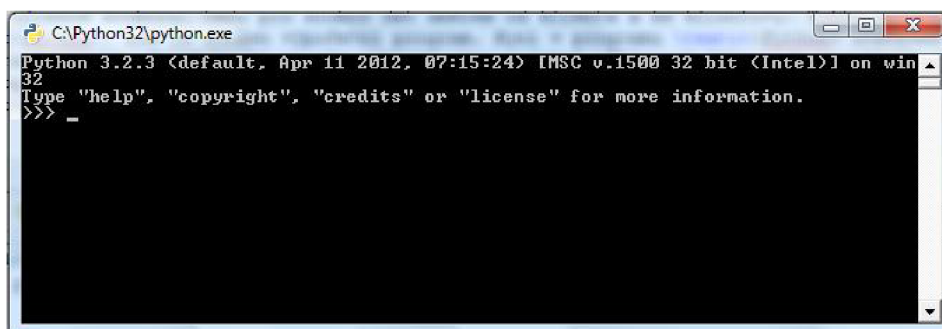 C:\Python32\python.exe
Python 3.2.3 (default, Apr 11 2012, 07:15:24) [MSC v.1500 32 bit (Intel)] on win
32
Type "help", "copyright", "credits" or "license" for more information.
>>> _